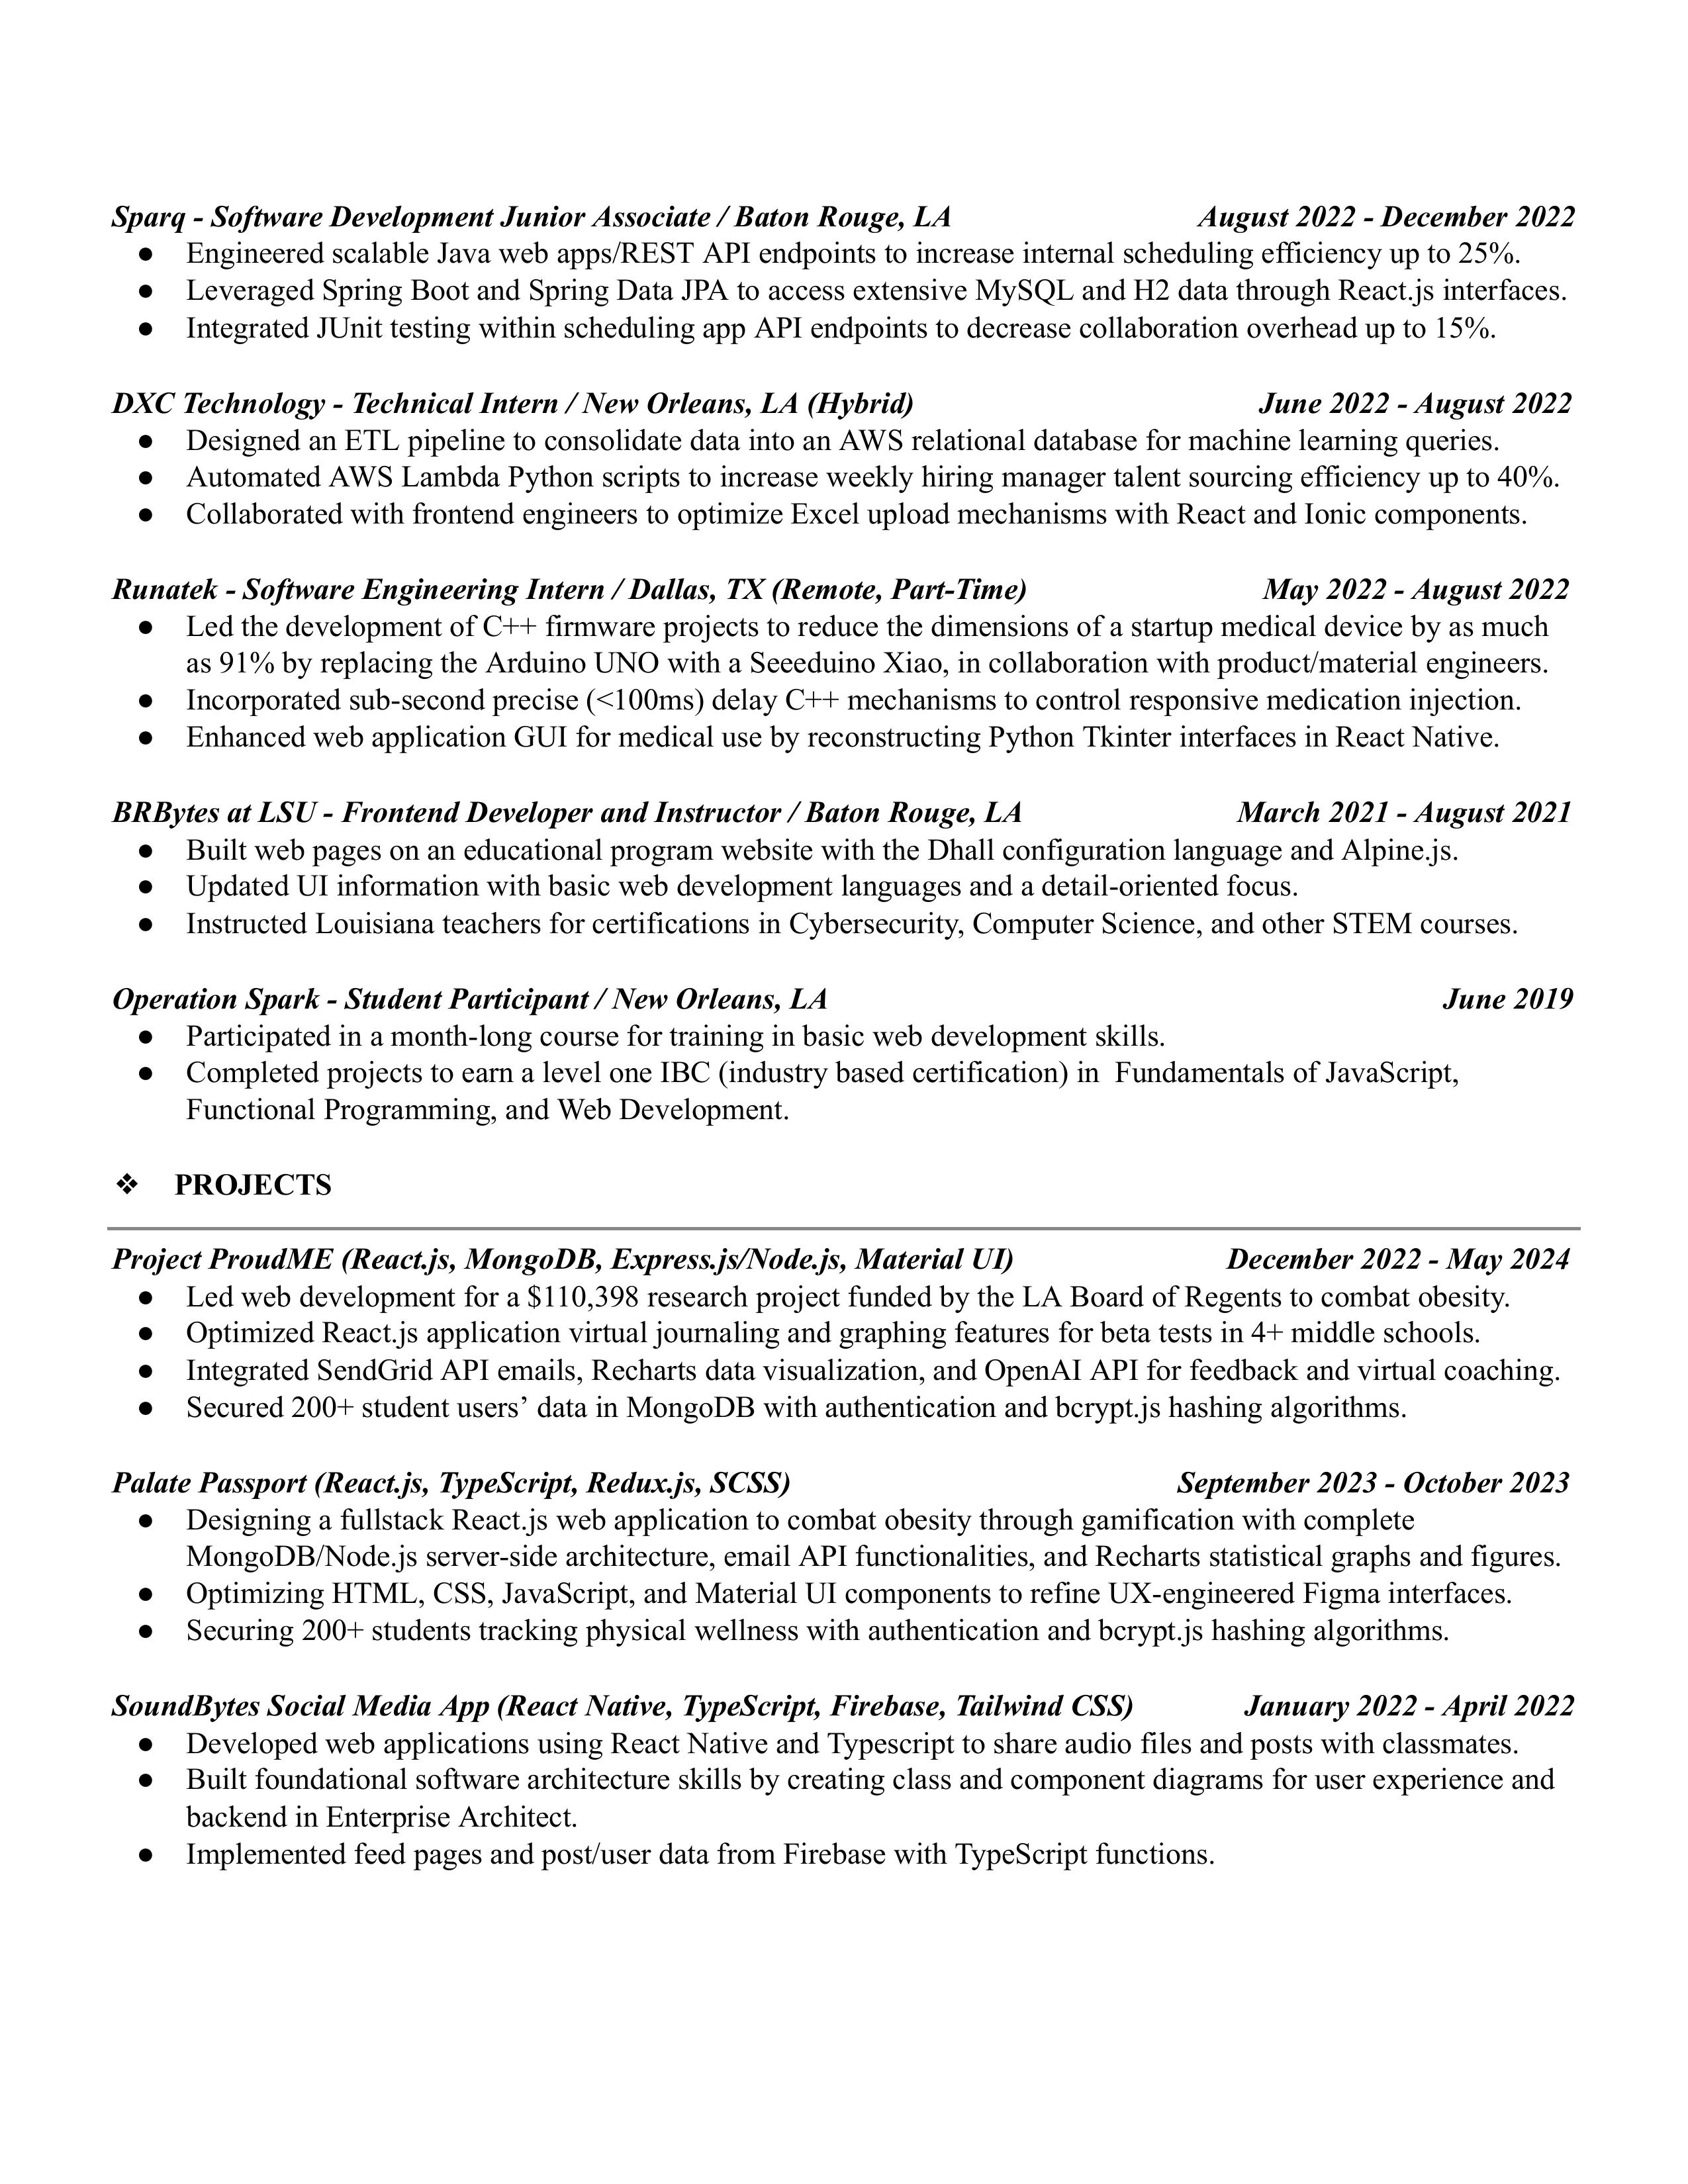 Sparq - Software Development Junior Associate / Baton Rouge, LA August 2022 - December 2022
● Engineered scalable Java web apps/REST API endpoints to increase internal scheduling efficiency up to 25%.
● Leveraged Spring Boot and Spring Data JPA to access extensive MySQL and H2 data through React.js interfaces.
● Integrated JUnit testing within scheduling app API endpoints to decrease collaboration overhead up to 15%.
DXC Technology - Technical Intern / New Orleans, LA (Hybrid) June 2022 - August 2022
● Designed an ETL pipeline to consolidate data into an AWS relational database for machine learning queries.
● Automated AWS Lambda Python scripts to increase weekly hiring manager talent sourcing efficiency up to 40%.
● Collaborated with frontend engineers to optimize Excel upload mechanisms with React and Ionic components.
Runatek - Software Engineering Intern / Dallas, TX (Remote, Part-Time) May 2022 - August 2022
● Led the development of C++ firmware projects to reduce the dimensions of a startup medical device by as much
as 91% by replacing the Arduino UNO with a Seeeduino Xiao, in collaboration with product/material engineers.
● Incorporated sub-second precise (<100ms) delay C++ mechanisms to control responsive medication injection.
● Enhanced web application GUI for medical use by reconstructing Python Tkinter interfaces in React Native.
BRBytes at LSU - Frontend Developer and Instructor / Baton Rouge, LA March 2021 - August 2021
● Built web pages on an educational program website with the Dhall configuration language and Alpine.js.
● Updated UI information with basic web development languages and a detail-oriented focus.
● Instructed Louisiana teachers for certifications in Cybersecurity, Computer Science, and other STEM courses.
Operation Spark - Student Participant / New Orleans, LA June 2019
● Participated in a month-long course for training in basic web development skills.
● Completed projects to earn a level one IBC (industry based certification) in  Fundamentals of JavaScript,
Functional Programming, and Web Development.
❖ PROJECTS
Project ProudME (React.js, MongoDB, Express.js/Node.js, Material UI) December 2022 - May 2024
● Led web development for a $110,398 research project funded by the LA Board of Regents to combat obesity.
● Optimized React.js application virtual journaling and graphing features for beta tests in 4+ middle schools.
● Integrated SendGrid API emails, Recharts data visualization, and OpenAI API for feedback and virtual coaching.
● Secured 200+ student users’ data in MongoDB with authentication and bcrypt.js hashing algorithms.
Palate Passport (React.js, TypeScript, Redux.js, SCSS) September 2023 - October 2023
● Designing a fullstack React.js web application to combat obesity through gamification with complete
MongoDB/Node.js server-side architecture, email API functionalities, and Recharts statistical graphs and figures.
● Optimizing HTML, CSS, JavaScript, and Material UI components to refine UX-engineered Figma interfaces.
● Securing 200+ students tracking physical wellness with authentication and bcrypt.js hashing algorithms.
SoundBytes Social Media App (React Native, TypeScript, Firebase, Tailwind CSS) January 2022 - April 2022
● Developed web applications using React Native and Typescript to share audio files and posts with classmates.
● Built foundational software architecture skills by creating class and component diagrams for user experience and
backend in Enterprise Architect.
● Implemented feed pages and post/user data from Firebase with TypeScript functions.